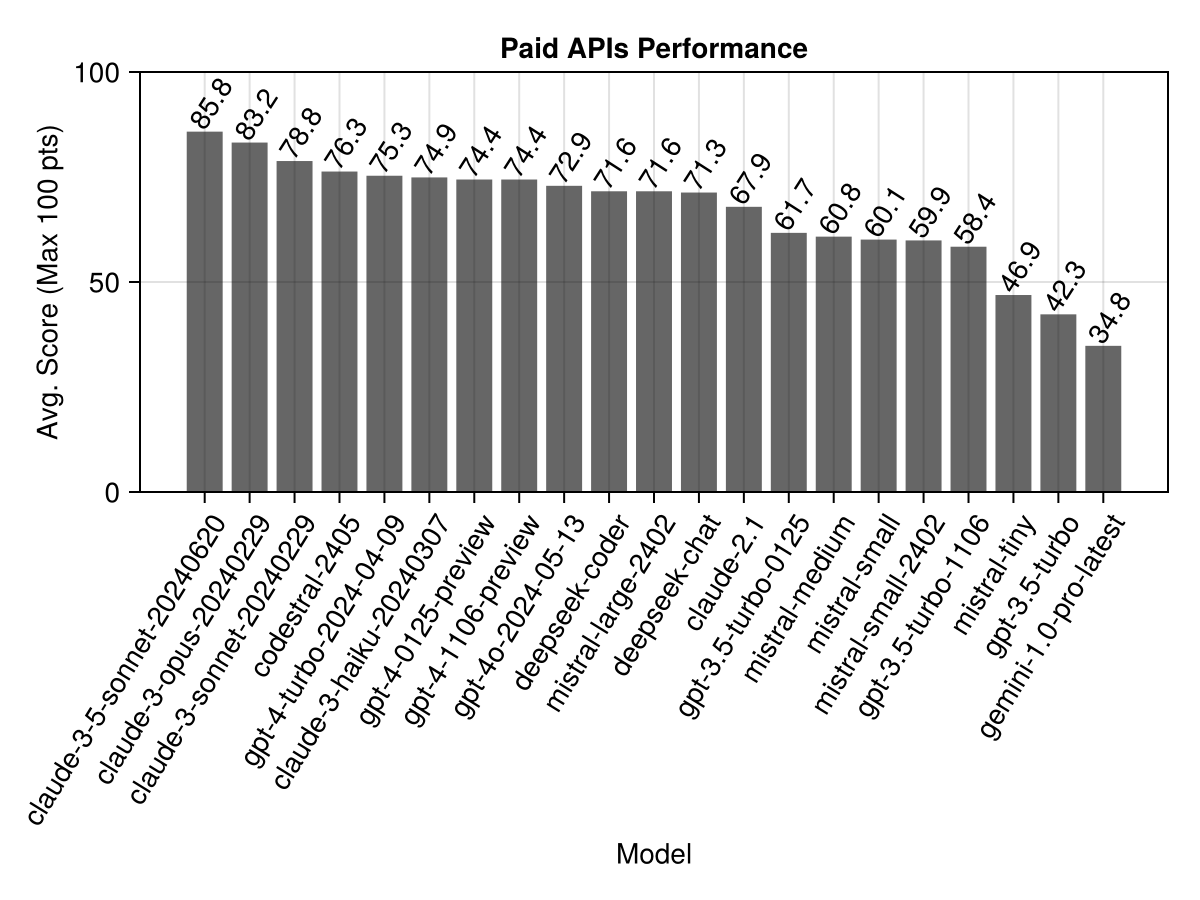 Paid APIs Performance
Avg. Score (Max 100 pts)
100
50
0
85.8
83.2
78.8
76.3
75.3
74.9
74.4
74.4
72.9
71.6
71.6
71.3
67.9
61.7
60.8
60.1
59.9
58.4
46.9
42.3
34.8
claude-3-5-sonnet-20240620
claude-3-opus-20240229
claude-3-sonnet-20240229
codestral-2405
gpt-4-turbo-2024-04-09
claude-3-haiku-20240307
gpt-4-0125-preview
gpt-4-1106-preview
gpt-4o-2024-05-13
deepseek-coder
mistral-large-2402
deepseek-chat
claude-2.1
gpt-3.5-turbo-0125
mistral-medium
mistral-small
mistral-small-2402
gpt-3.5-turbo-1106
mistral-tiny
gpt-3.5-turbo
gemini-1.0-pro-latest
Model